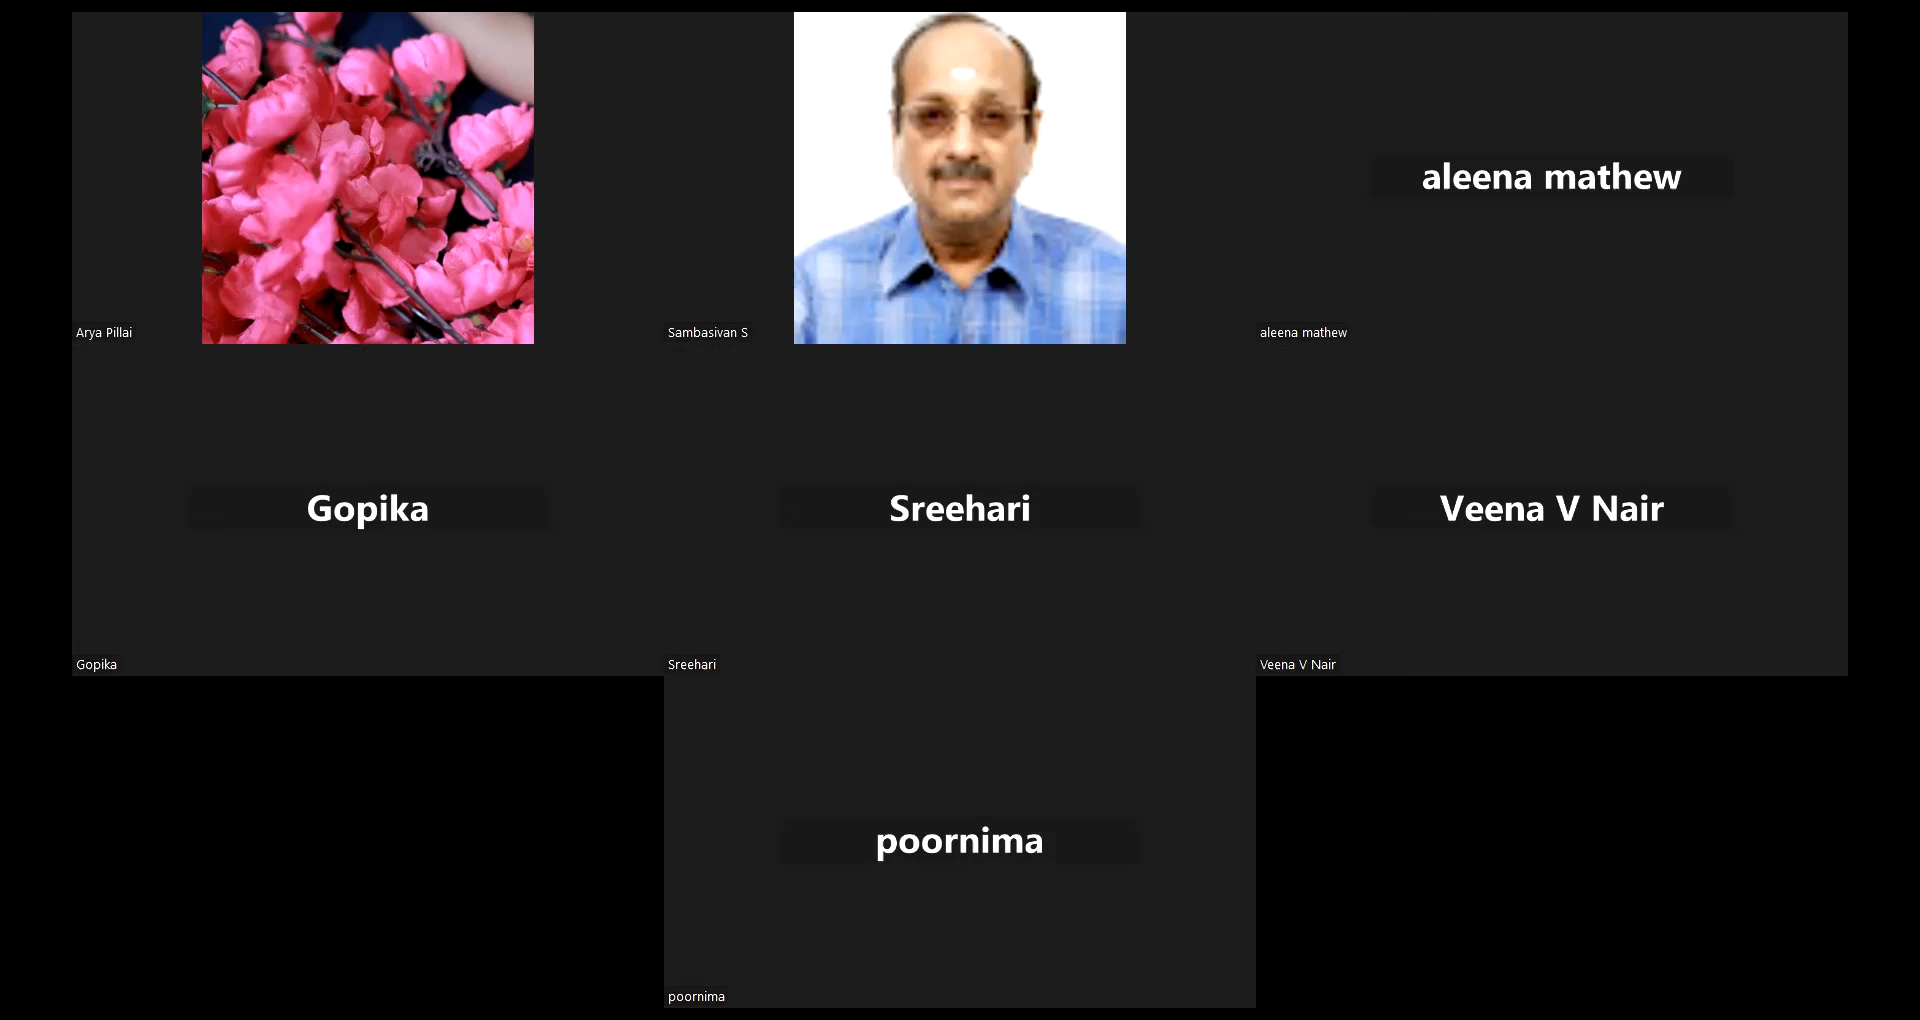 aleena mathew
Arya Pillai
Sambasivan S
aleena mathew
Gopika
Sreehari
Veena V Nair
Gopika
Sreehari
Veena V Nair
poornima
poornima